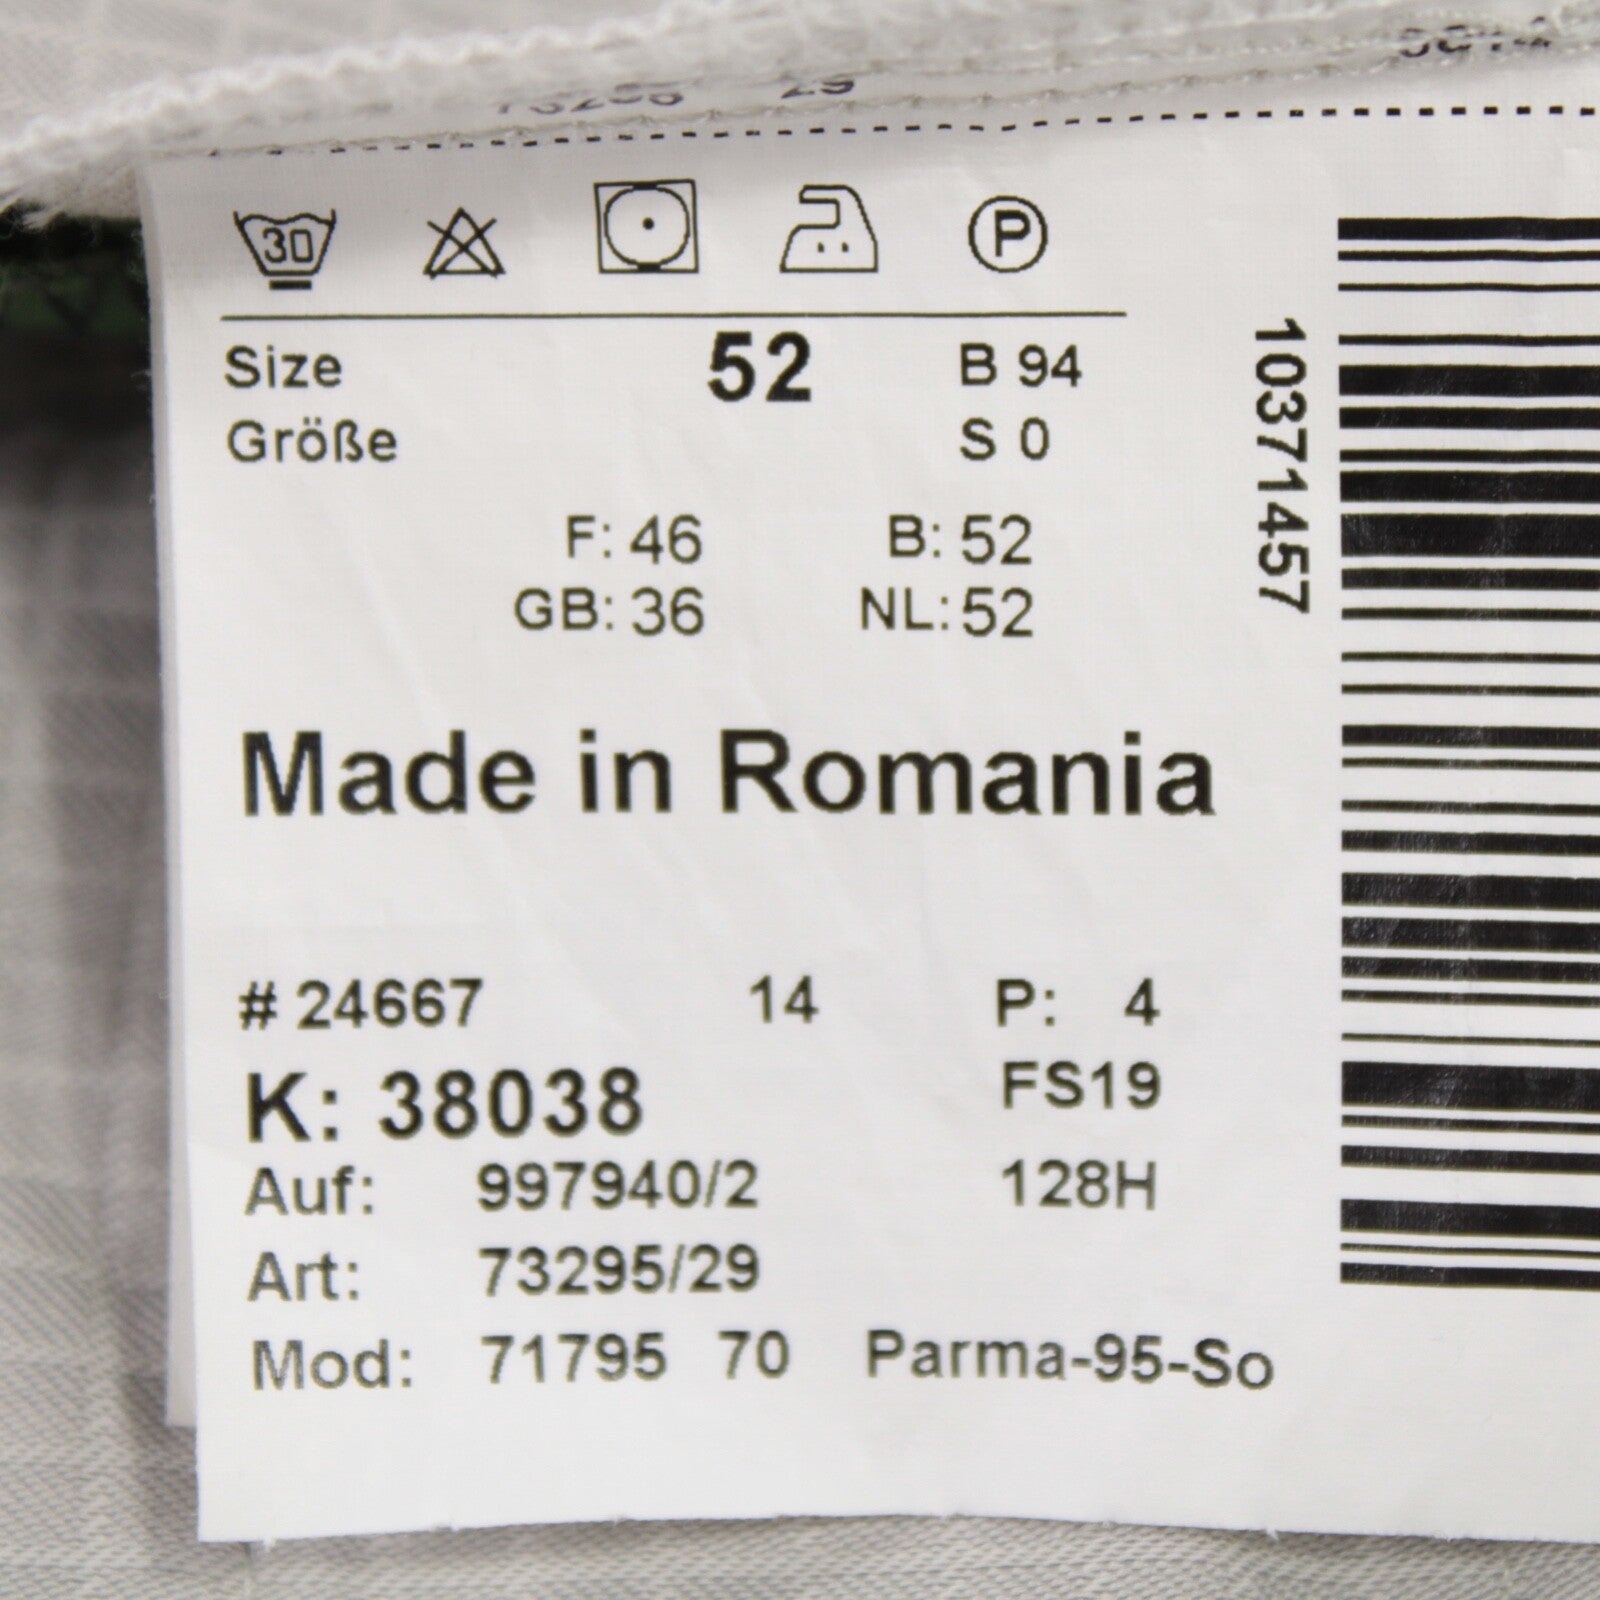 30
P
Size 52 B 94
Größe S 0
F: 46 B: 52
GB: 36 NL: 52
Made in Romania
# 24667 14 P: 4
K: 38038 FS19
Auf: 997940/2 128H
Art: 73295/29
Mod: 71795 70 Parma-95-So
10371457